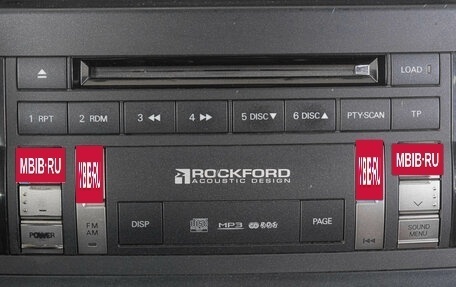 LOAD
1 RPT 2 RDM 3 ◀◀ 4 ▶▶ 5 DISC▼ 6 DISC▲ PTY·SCAN TP
MBIB·RU MBIB·RU MBIB·RU MBIB·RU
ROCKFORD
ACOUSTIC DESIGN
POWER FM AM DISP MP3 PAGE SOUND MENU